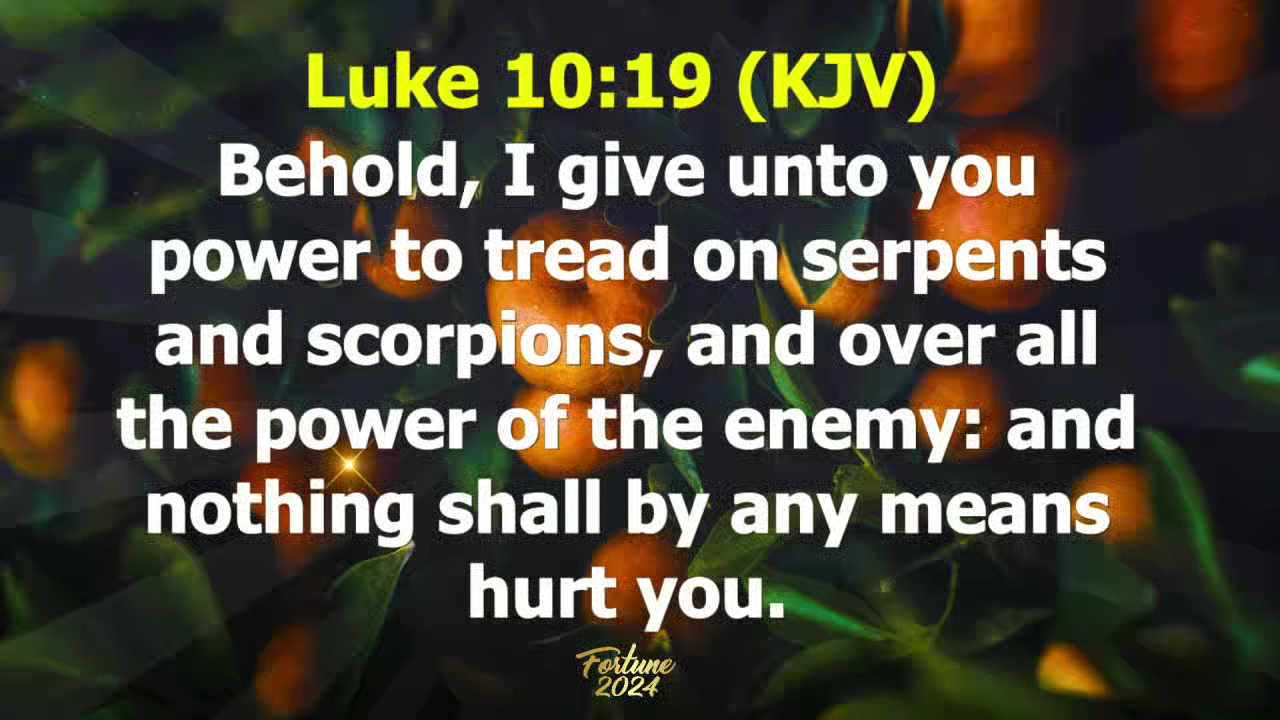 Luke 10:19 (KJV)
Behold, I give unto you
power to tread on serpents
and scorpions, and over all
the power of the enemy: and
nothing shall by any means
hurt you.
Fortune
2024